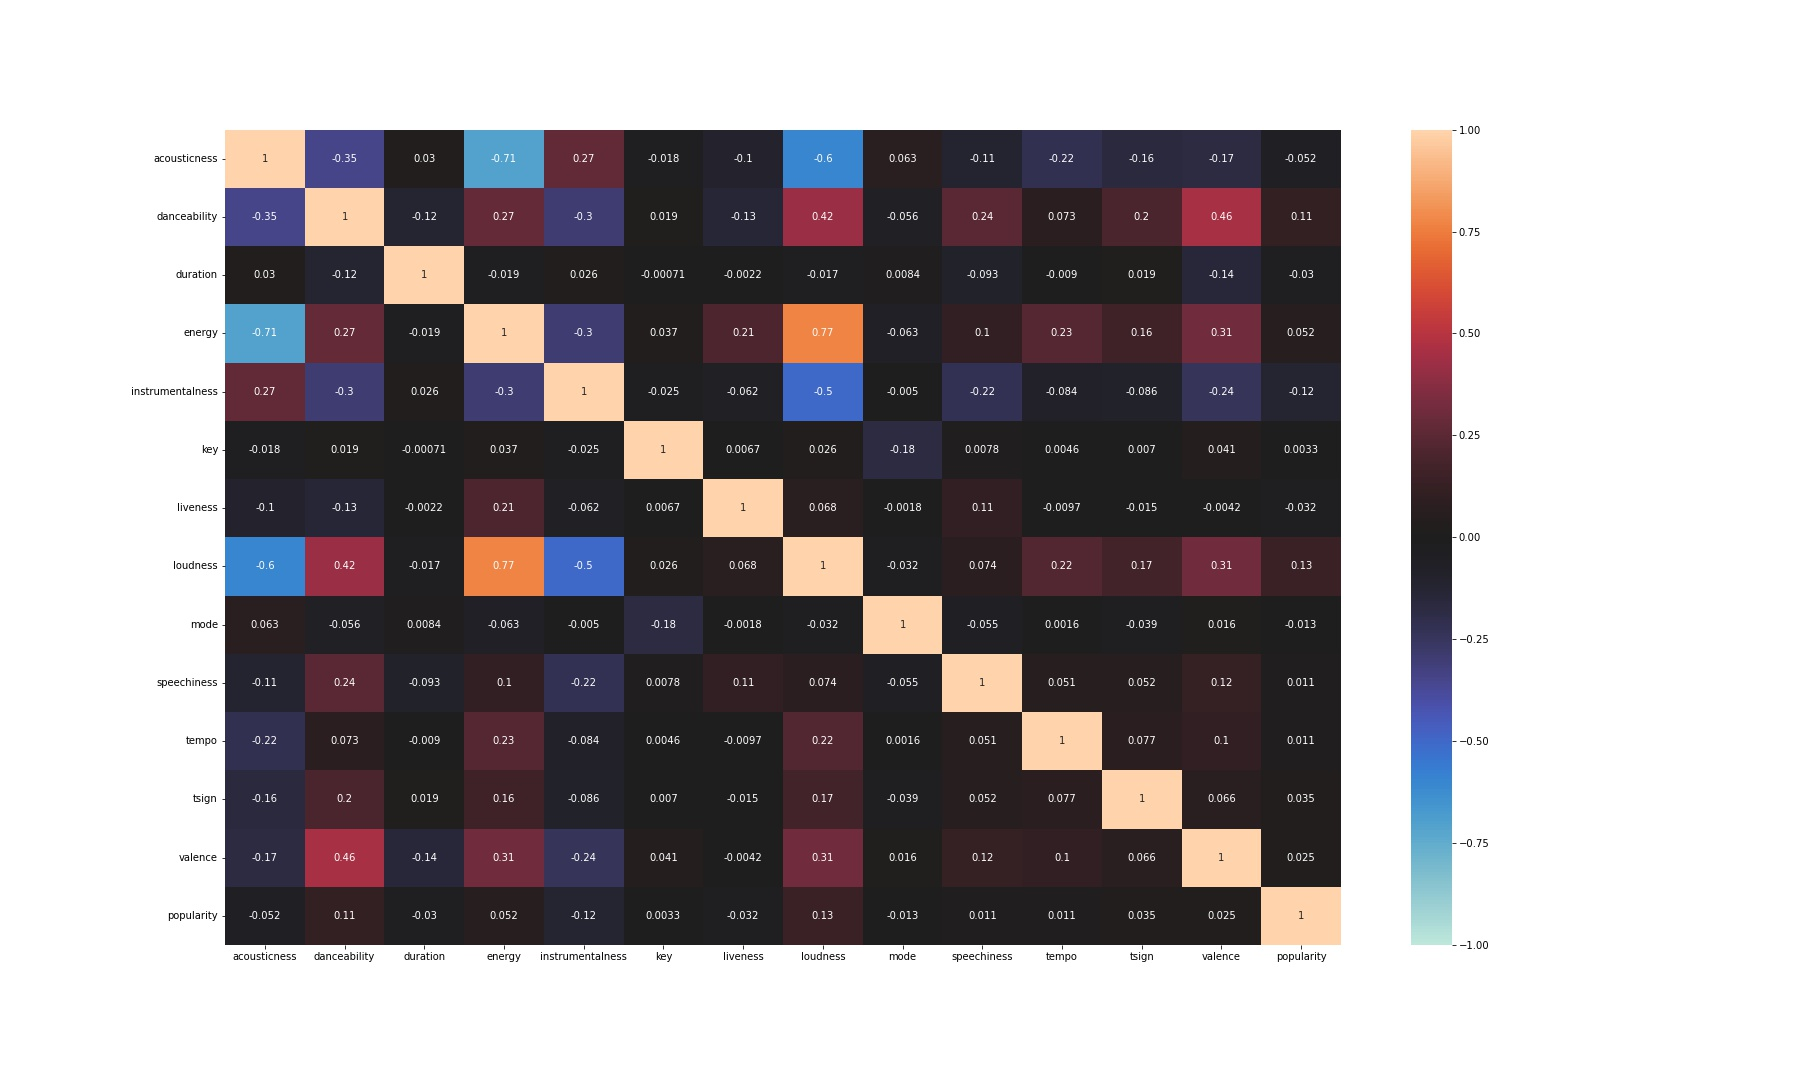 acousticness 1 -0.35 0.03 -0.71 0.27 -0.018 -0.1 -0.6 0.063 -0.11 -0.22 -0.16 -0.17 -0.052
danceability -0.35 1 -0.12 0.27 -0.3 0.019 -0.13 0.42 -0.056 0.24 0.073 0.2 0.46 0.11
duration 0.03 -0.12 1 -0.019 0.026 -0.00071 -0.0022 -0.017 0.0084 -0.093 -0.009 0.019 -0.14 -0.03
energy -0.71 0.27 -0.019 1 -0.3 0.037 0.21 0.77 -0.063 0.1 0.23 0.16 0.31 0.052
instrumentalness 0.27 -0.3 0.026 -0.3 1 -0.025 -0.062 -0.5 -0.005 -0.22 -0.084 -0.086 -0.24 -0.12
key -0.018 0.019 -0.00071 0.037 -0.025 1 0.0067 0.026 -0.18 0.0078 0.0046 0.007 0.041 0.0033
liveness -0.1 -0.13 -0.0022 0.21 -0.062 0.0067 1 0.068 -0.0018 0.11 -0.0097 -0.015 -0.0042 -0.032
loudness -0.6 0.42 -0.017 0.77 -0.5 0.026 0.068 1 -0.032 0.074 0.22 0.17 0.31 0.13
mode 0.063 -0.056 0.0084 -0.063 -0.005 -0.18 -0.0018 -0.032 1 -0.055 0.0016 -0.039 0.016 -0.013
speechiness -0.11 0.24 -0.093 0.1 -0.22 0.0078 0.11 0.074 -0.055 1 0.051 0.052 0.12 0.011
tempo -0.22 0.073 -0.009 0.23 -0.084 0.0046 -0.0097 0.22 0.0016 0.051 1 0.077 0.1 0.011
tsign -0.16 0.2 0.019 0.16 -0.086 0.007 -0.015 0.17 -0.039 0.052 0.077 1 0.066 0.035
valence -0.17 0.46 -0.14 0.31 -0.24 0.041 -0.0042 0.31 0.016 0.12 0.1 0.066 1 0.025
popularity -0.052 0.11 -0.03 0.052 -0.12 0.0033 -0.032 0.13 -0.013 0.011 0.011 0.035 0.025 1
acousticness danceability duration energy instrumentalness key liveness loudness mode speechiness tempo tsign valence popularity
1.00
0.75
0.50
0.25
0.00
−0.25
−0.50
−0.75
−1.00